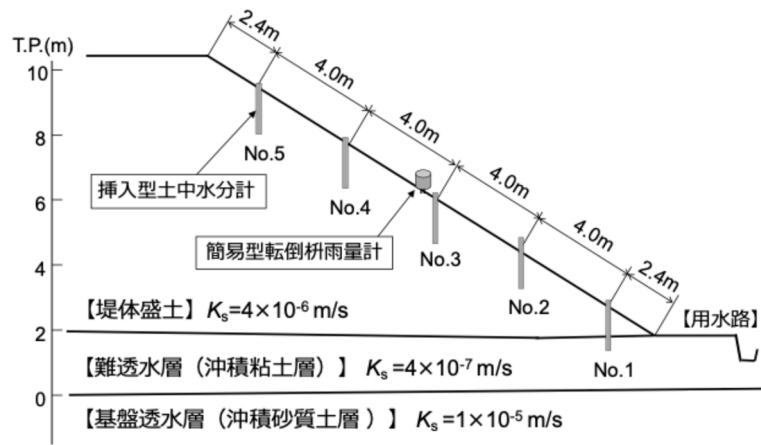 T.P.(m)
10
8
6
4
2
0
2.4m
4.0m
4.0m
4.0m
4.0m
2.4m
No.5
No.4
No.3
No.2
No.1
挿入型土中水分計
簡易型転倒枡雨量計
【堤体盛土】 Ks=4×10-6 m/s
【用水路】
【難透水層（沖積粘土層）】 Ks=4×10-7 m/s
【基盤透水層（沖積砂質土層 ）】 Ks=1×10-5 m/s